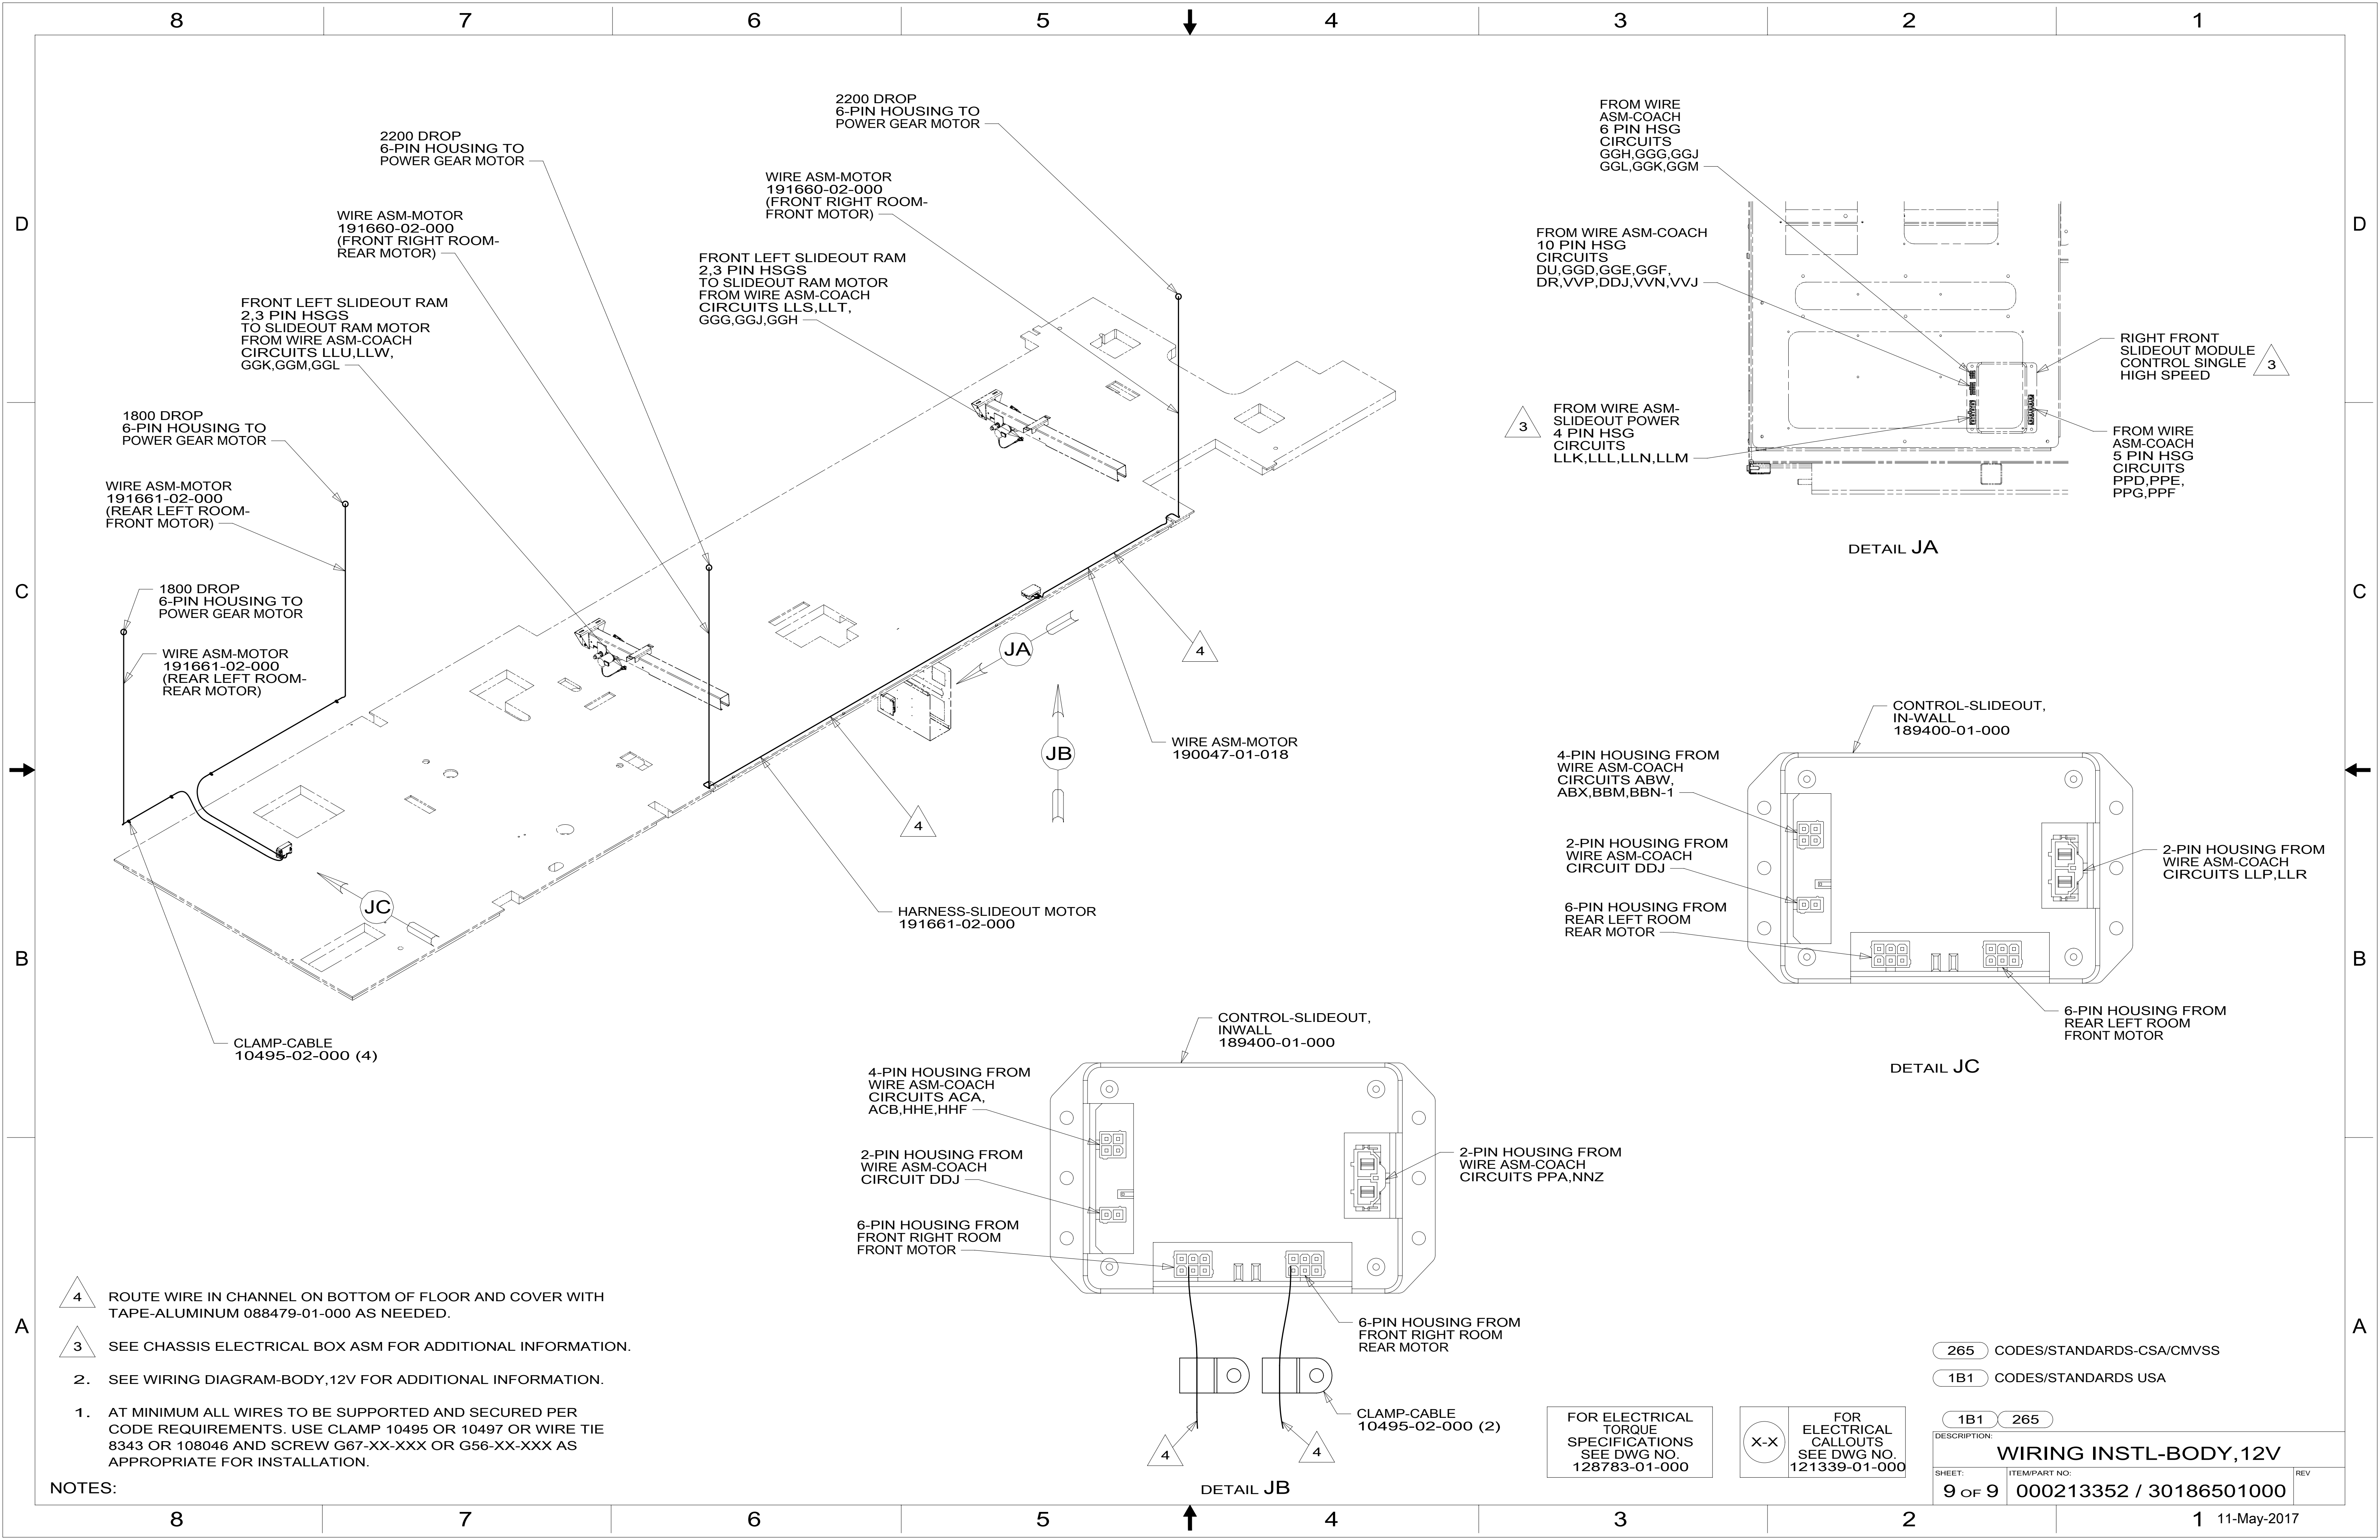 8 7 6 5 4 3 2 1
D
C
B
A
2200 DROP
6-PIN HOUSING TO
POWER GEAR MOTOR
2200 DROP
6-PIN HOUSING TO
POWER GEAR MOTOR
WIRE ASM-MOTOR
191660-02-000
(FRONT RIGHT ROOM-
FRONT MOTOR)
WIRE ASM-MOTOR
191660-02-000
(FRONT RIGHT ROOM-
REAR MOTOR)
FRONT LEFT SLIDEOUT RAM
2,3 PIN HSGS
TO SLIDEOUT RAM MOTOR
FROM WIRE ASM-COACH
CIRCUITS LLS,LLT,
GGG,GGJ,GGH
FRONT LEFT SLIDEOUT RAM
2,3 PIN HSGS
TO SLIDEOUT RAM MOTOR
FROM WIRE ASM-COACH
CIRCUITS LLU,LLW,
GGK,GGM,GGL
1800 DROP
6-PIN HOUSING TO
POWER GEAR MOTOR
WIRE ASM-MOTOR
191661-02-000
(REAR LEFT ROOM-
FRONT MOTOR)
1800 DROP
6-PIN HOUSING TO
POWER GEAR MOTOR
WIRE ASM-MOTOR
191661-02-000
(REAR LEFT ROOM-
REAR MOTOR)
JA
4
JB
WIRE ASM-MOTOR
190047-01-018
4
JC
HARNESS-SLIDEOUT MOTOR
191661-02-000
CLAMP-CABLE
10495-02-000 (4)
FROM WIRE
ASM-COACH
6 PIN HSG
CIRCUITS
GGH,GGG,GGJ
GGL,GGK,GGM
FROM WIRE ASM-COACH
10 PIN HSG
CIRCUITS
DU,GGD,GGE,GGF,
DR,VVP,DDJ,VVN,VVJ
RIGHT FRONT
SLIDEOUT MODULE
CONTROL SINGLE
HIGH SPEED
3
3
FROM WIRE ASM-
SLIDEOUT POWER
4 PIN HSG
CIRCUITS
LLK,LLL,LLN,LLM
FROM WIRE
ASM-COACH
5 PIN HSG
CIRCUITS
PPD,PPE,
PPG,PPF
DETAIL JA
CONTROL-SLIDEOUT,
IN-WALL
189400-01-000
4-PIN HOUSING FROM
WIRE ASM-COACH
CIRCUITS ABW,
ABX,BBM,BBN-1
2-PIN HOUSING FROM
WIRE ASM-COACH
CIRCUIT DDJ
6-PIN HOUSING FROM
REAR LEFT ROOM
REAR MOTOR
2-PIN HOUSING FROM
WIRE ASM-COACH
CIRCUITS LLP,LLR
6-PIN HOUSING FROM
REAR LEFT ROOM
FRONT MOTOR
DETAIL JC
CONTROL-SLIDEOUT,
INWALL
189400-01-000
4-PIN HOUSING FROM
WIRE ASM-COACH
CIRCUITS ACA,
ACB,HHE,HHF
2-PIN HOUSING FROM
WIRE ASM-COACH
CIRCUIT DDJ
6-PIN HOUSING FROM
FRONT RIGHT ROOM
FRONT MOTOR
2-PIN HOUSING FROM
WIRE ASM-COACH
CIRCUITS PPA,NNZ
6-PIN HOUSING FROM
FRONT RIGHT ROOM
REAR MOTOR
CLAMP-CABLE
10495-02-000 (2)
4
4
DETAIL JB
4 ROUTE WIRE IN CHANNEL ON BOTTOM OF FLOOR AND COVER WITH
TAPE-ALUMINUM 088479-01-000 AS NEEDED.
3 SEE CHASSIS ELECTRICAL BOX ASM FOR ADDITIONAL INFORMATION.
2. SEE WIRING DIAGRAM-BODY,12V FOR ADDITIONAL INFORMATION.
1. AT MINIMUM ALL WIRES TO BE SUPPORTED AND SECURED PER
CODE REQUIREMENTS. USE CLAMP 10495 OR 10497 OR WIRE TIE
8343 OR 108046 AND SCREW G67-XX-XXX OR G56-XX-XXX AS
APPROPRIATE FOR INSTALLATION.
NOTES:
FOR ELECTRICAL
TORQUE
SPECIFICATIONS
SEE DWG NO.
128783-01-000
X-X
FOR
ELECTRICAL
CALLOUTS
SEE DWG NO.
121339-01-000
265 CODES/STANDARDS-CSA/CMVSS
1B1 CODES/STANDARDS USA
1B1 265
DESCRIPTION:
WIRING INSTL-BODY,12V
SHEET:
9 OF 9
ITEM/PART NO:
000213352 / 30186501000
REV
D
C
B
A
8 7 6 5 4 3 2 1
11-May-2017